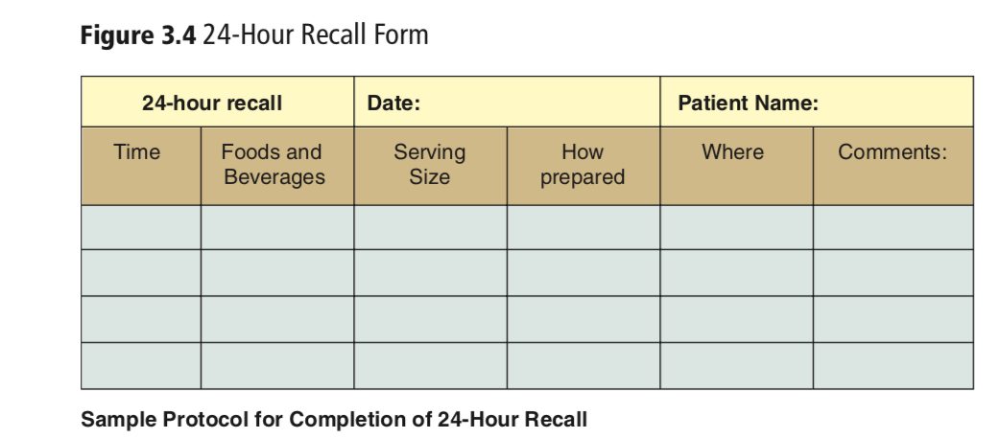 Figure 3.4 24-Hour Recall Form
24-hour recall Date: Patient Name:
Time Foods and Beverages Serving Size How prepared Where Comments:
Sample Protocol for Completion of 24-Hour Recall